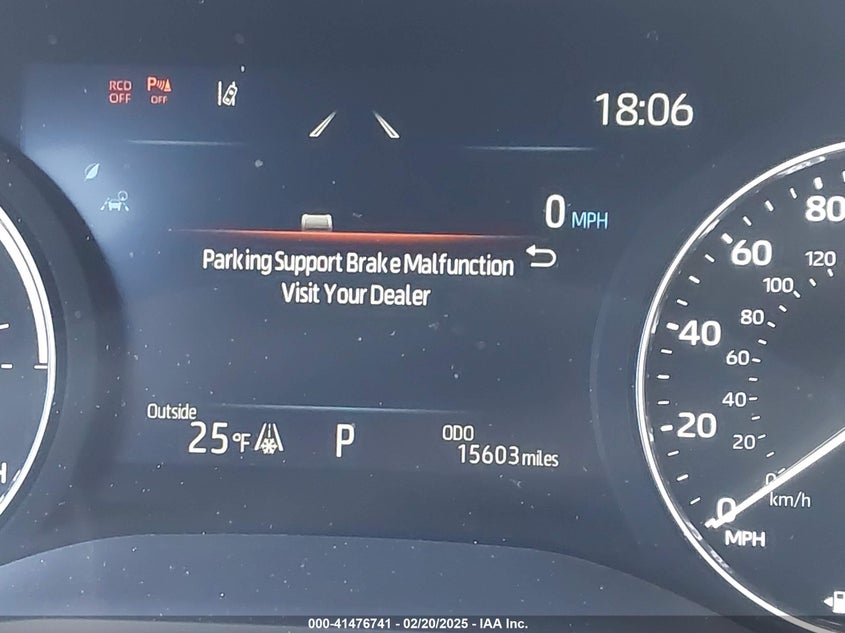 RCD
OFF
P
OFF
18:06
0 MPH
Parking Support Brake Malfunction
Visit Your Dealer
Outside
25°F
P
ODO
15603 miles
80
60
40
20
0
MPH
120
100
80
60
40
20
0
km/h
H
000-41476741 - 02/20/2025 - IAA Inc.